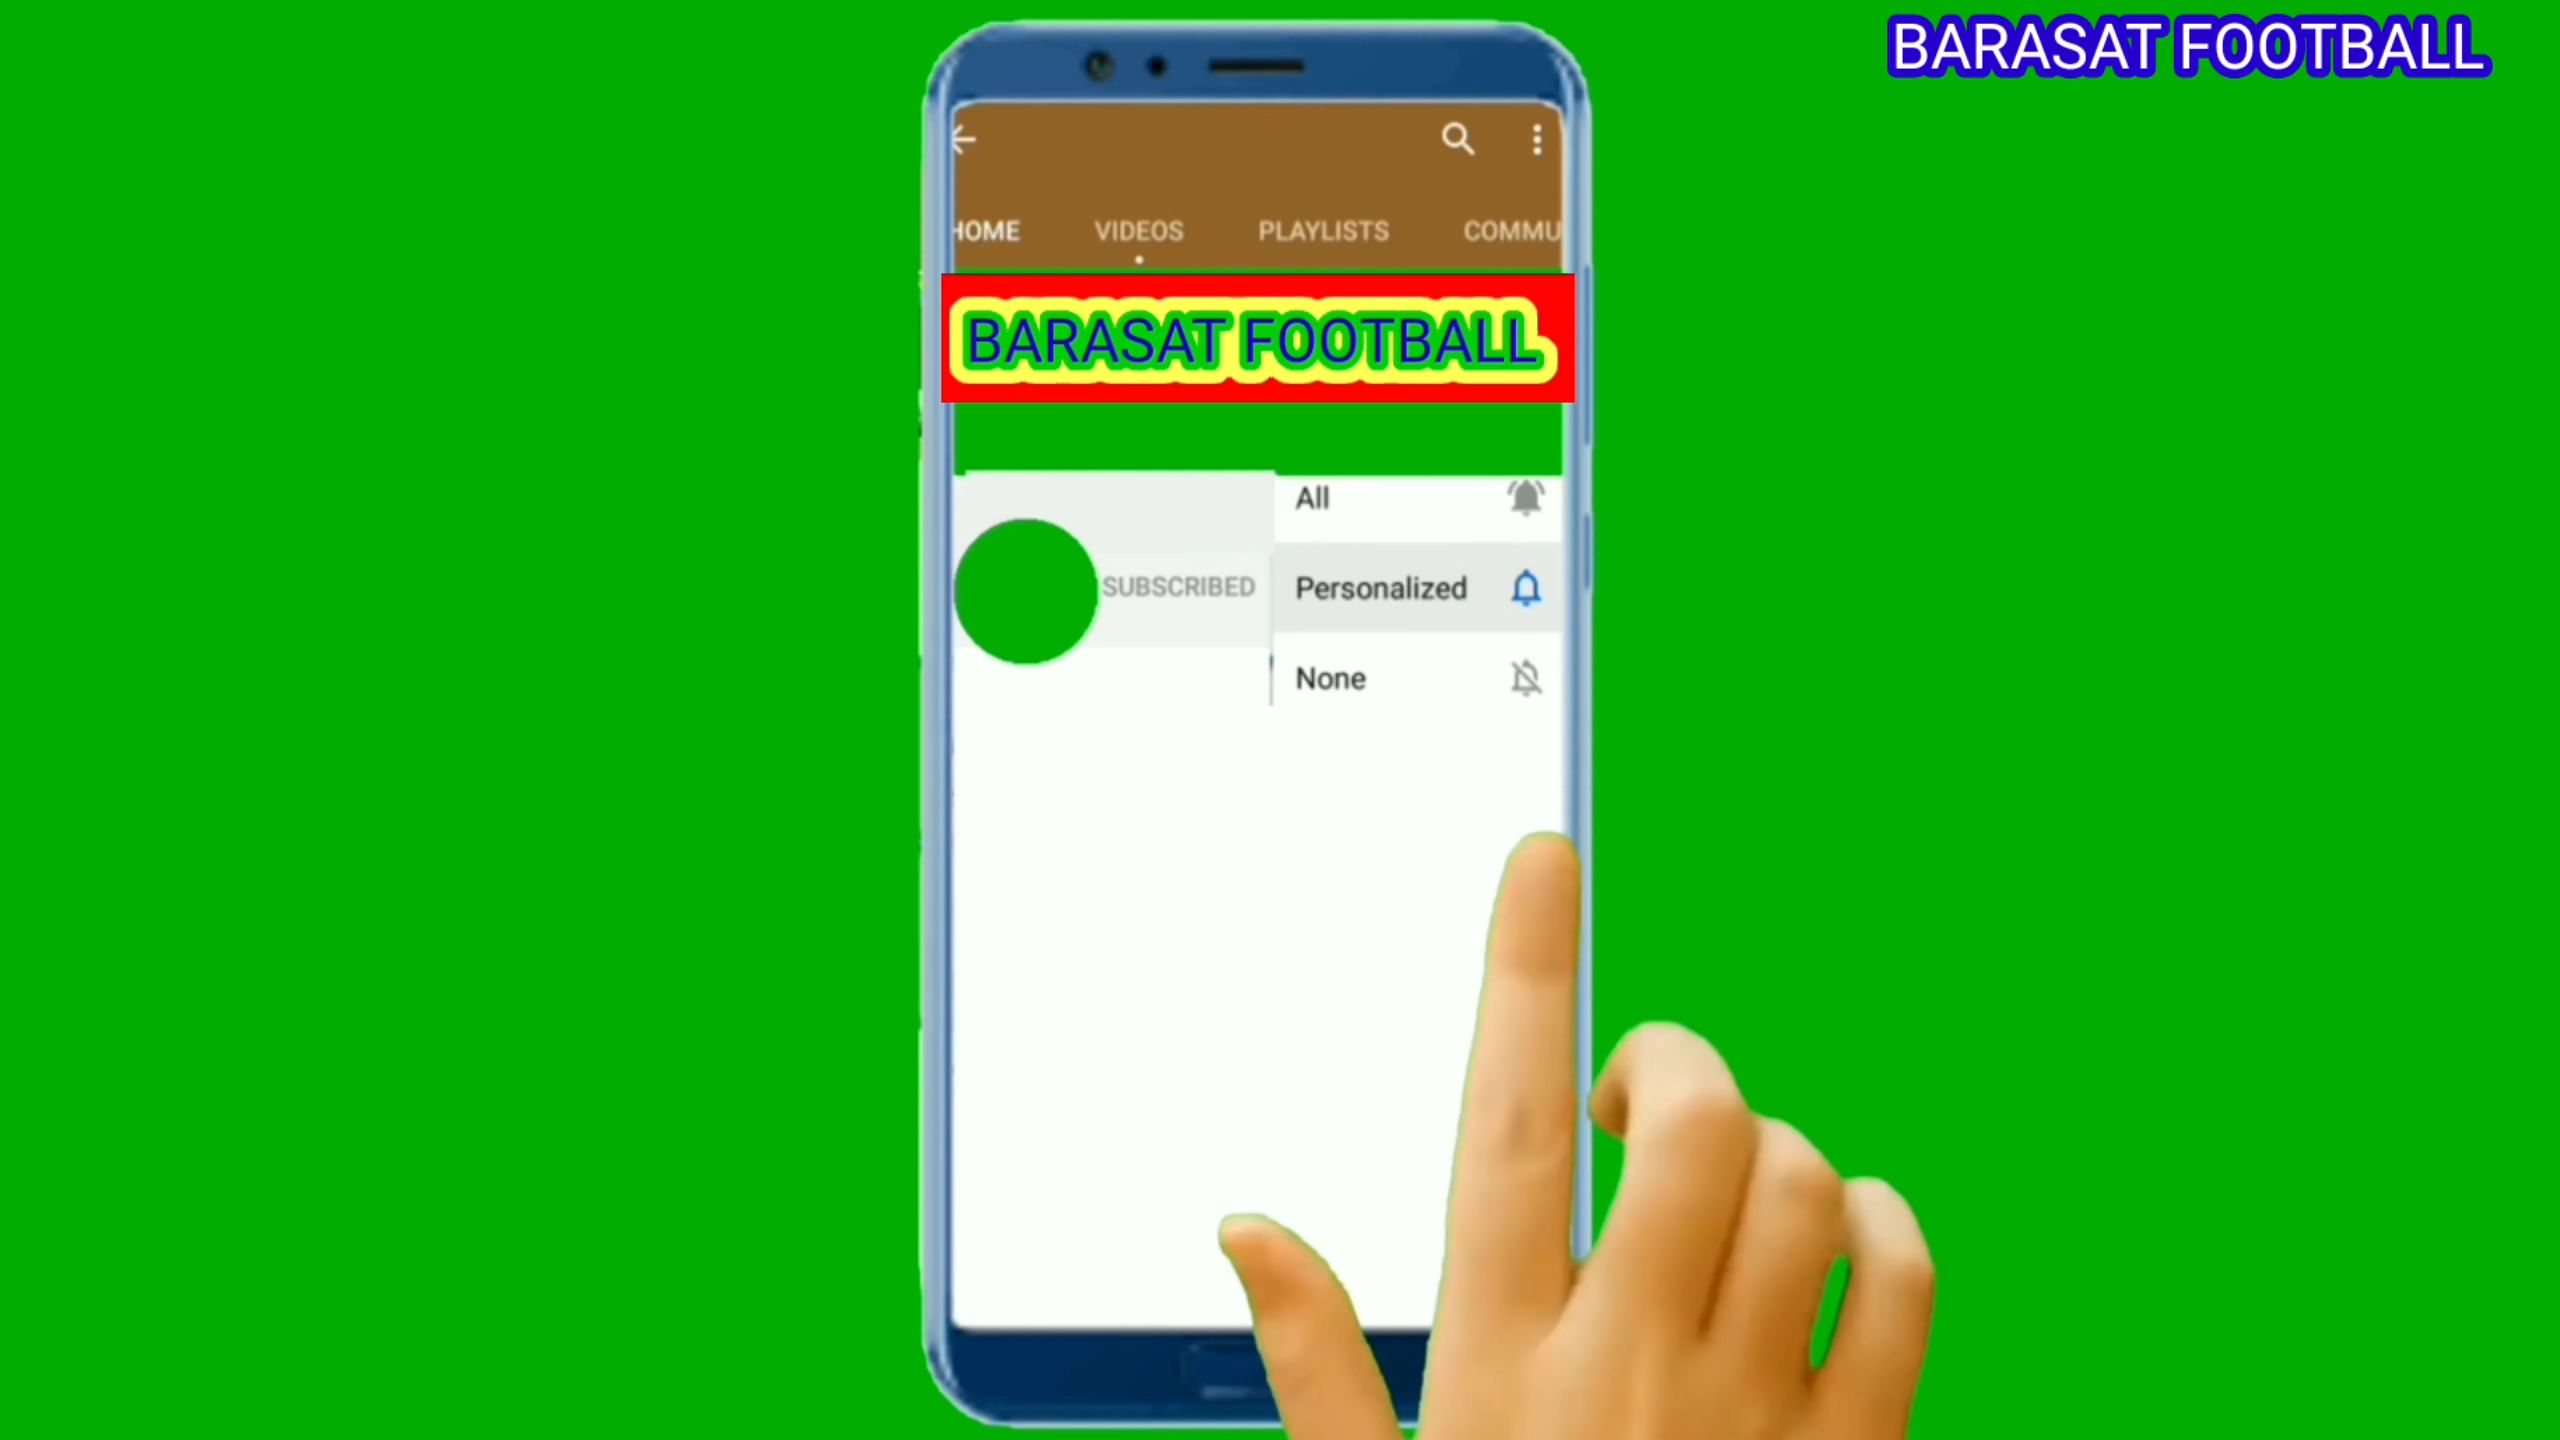 BARASAT FOOTBALL
HOME VIDEOS PLAYLISTS COMMU
BARASAT FOOTBALL
All
SUBSCRIBED Personalized
None